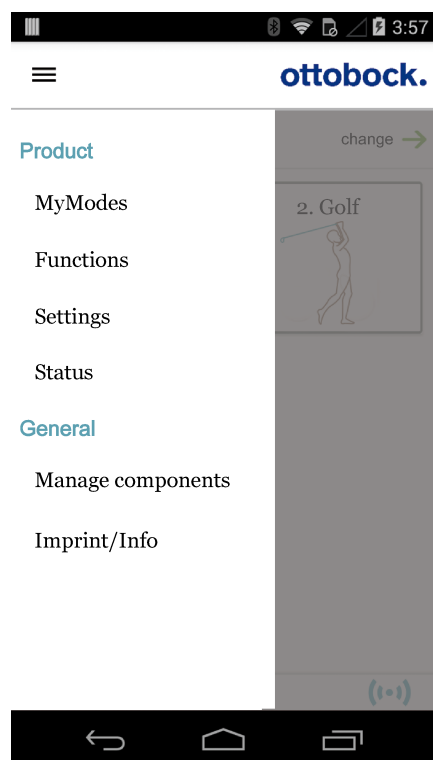 3:57
ottobock.
change
Product
MyModes
2. Golf
Functions
Settings
Status
General
Manage components
Imprint/Info